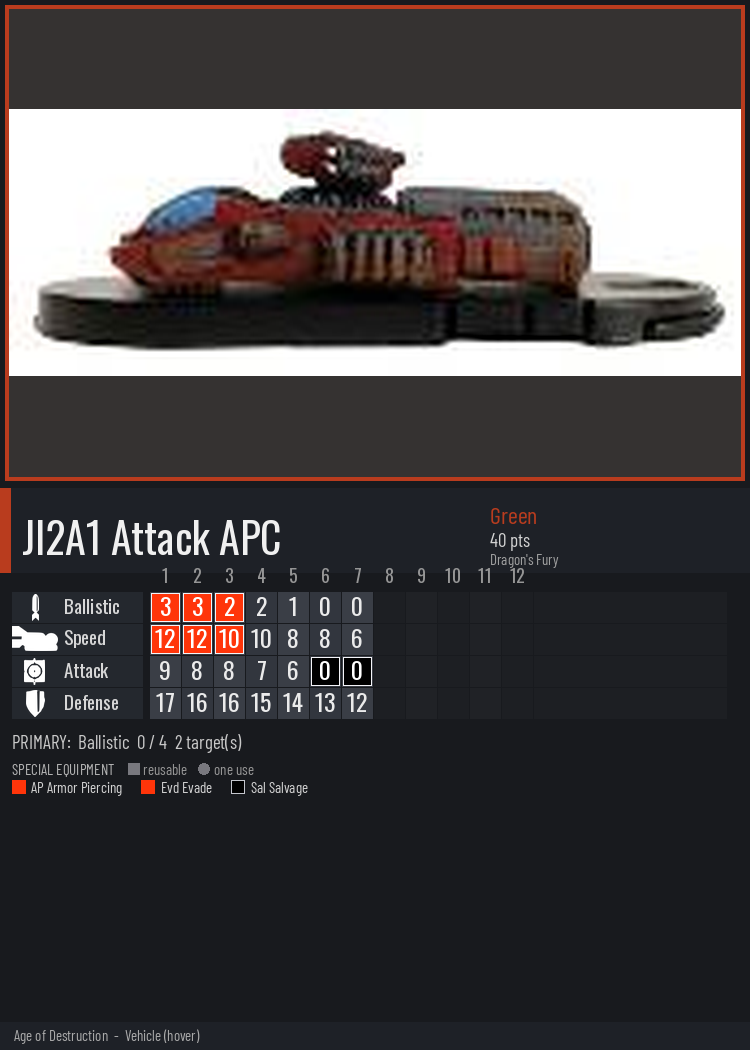 JI2A1 Attack APC
Green
40 pts
Dragon's Fury
1 2 3 4 5 6 7 8 9 10 11 12
Ballistic 3 3 2 2 1 0 0
Speed 12 12 10 10 8 8 6
Attack 9 8 8 7 6 0 0
Defense 17 16 16 15 14 13 12
PRIMARY: Ballistic 0 / 4 2 target(s)
SPECIAL EQUIPMENT reusable one use
AP Armor Piercing Evd Evade Sal Salvage
Age of Destruction - Vehicle (hover)